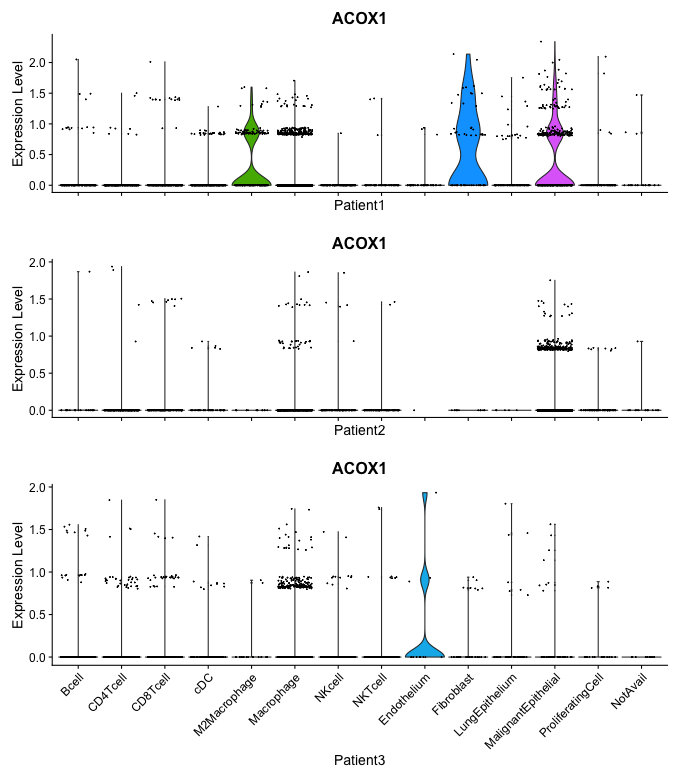 ACOX1
Expression Level
2.0
1.5
1.0
0.5
0.0
Patient1
ACOX1
Expression Level
2.0
1.5
1.0
0.5
0.0
Patient2
ACOX1
Expression Level
2.0
1.5
1.0
0.5
0.0
Bcell
CD4Tcell
CD8Tcell
cDC
M2Macrophage
Macrophage
NKcell
NKTcell
Endothelium
Fibroblast
LungEpithelium
MalignantEpithelial
ProliferatingCell
NotAvail
Patient3